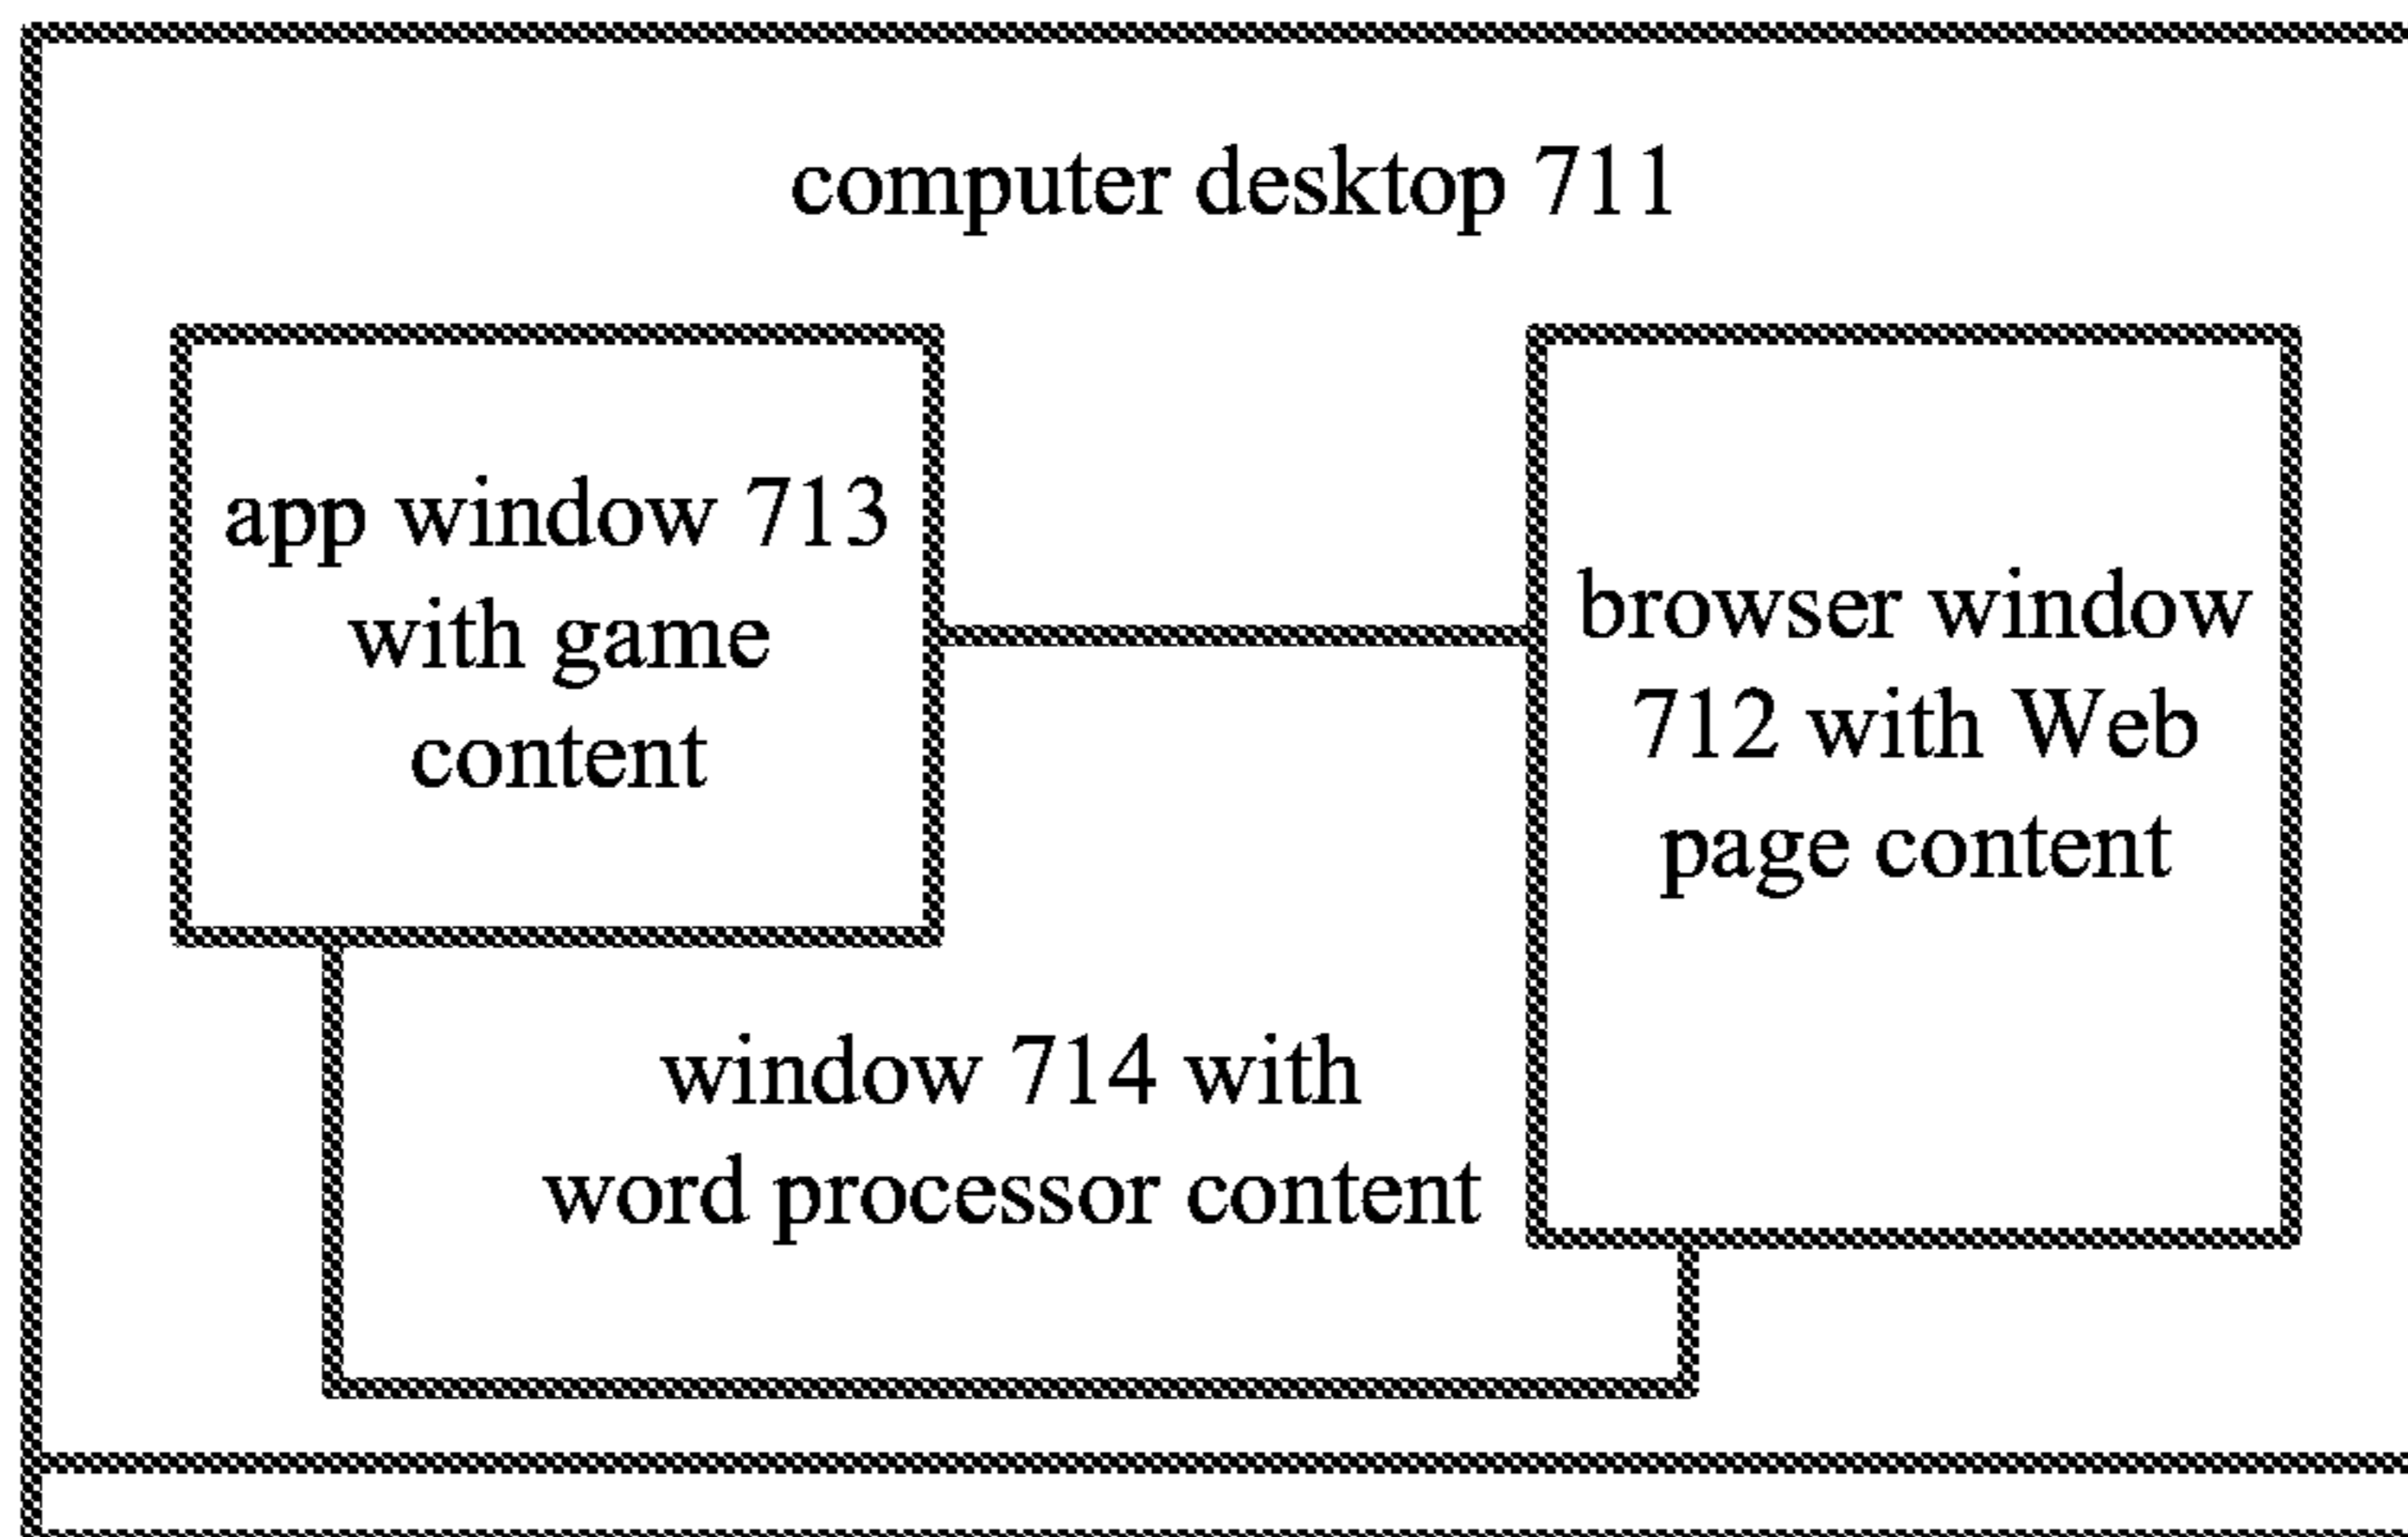 computer desktop 711
app window 713
with game
content
browser window
712 with Web
page content
window 714 with
word processor content